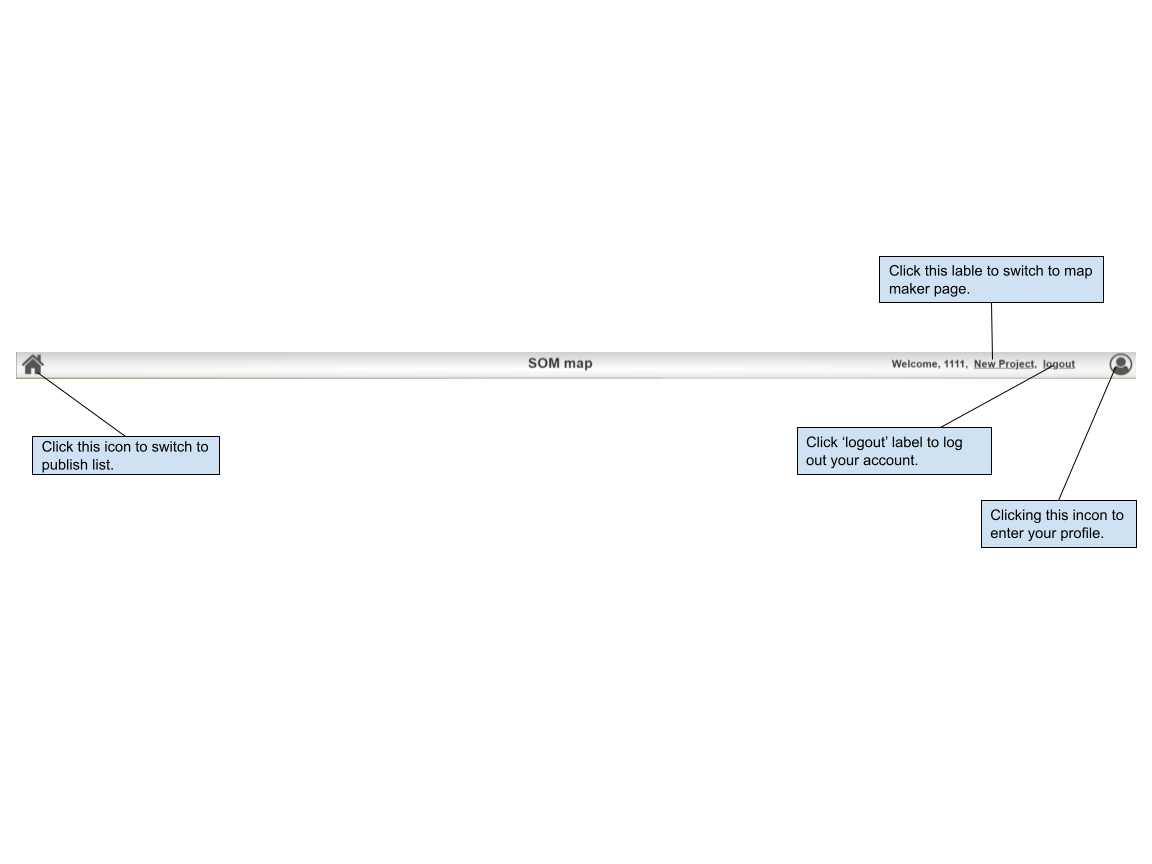 Click this lable to switch to map
maker page.
SOM map
Welcome, 1111, New Project, logout
Click this icon to switch to
publish list.
Click ‘logout’ label to log
out your account.
Clicking this incon to
enter your profile.